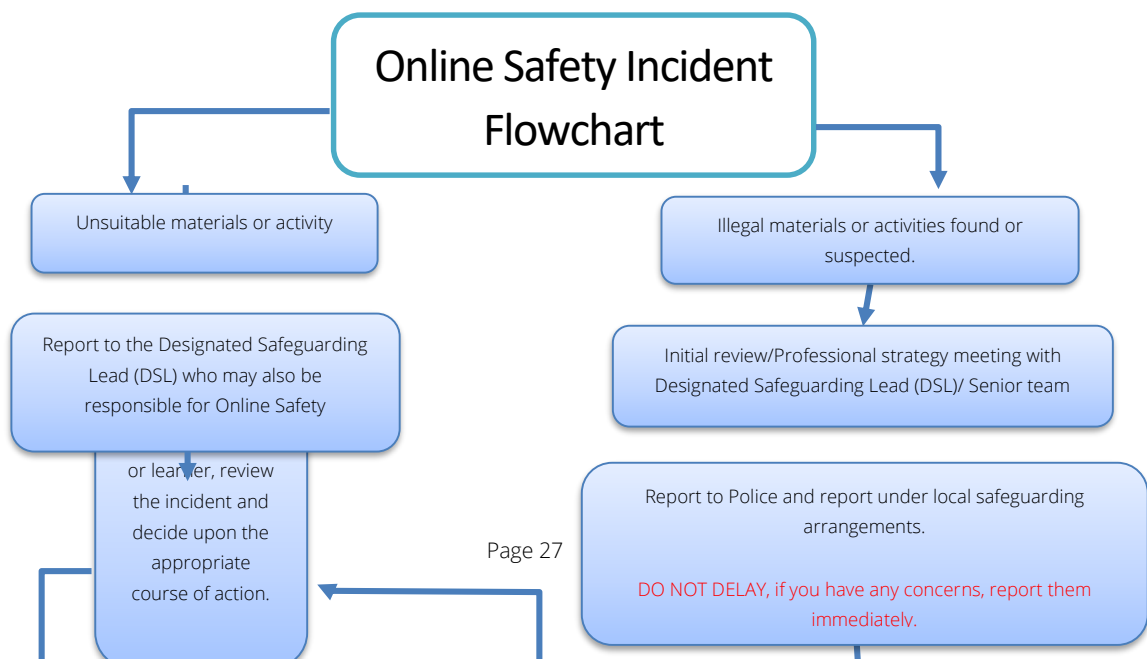 Online Safety Incident
Flowchart
Unsuitable materials or activity
Report to the Designated Safeguarding
Lead (DSL) who may also be
responsible for Online Safety
or learner, review
the incident and
decide upon the
appropriate
course of action.
Illegal materials or activities found or
suspected.
Initial review/Professional strategy meeting with
Designated Safeguarding Lead (DSL)/ Senior team
Report to Police and report under local safeguarding
arrangements.
DO NOT DELAY, if you have any concerns, report them
immediately.
Page 27